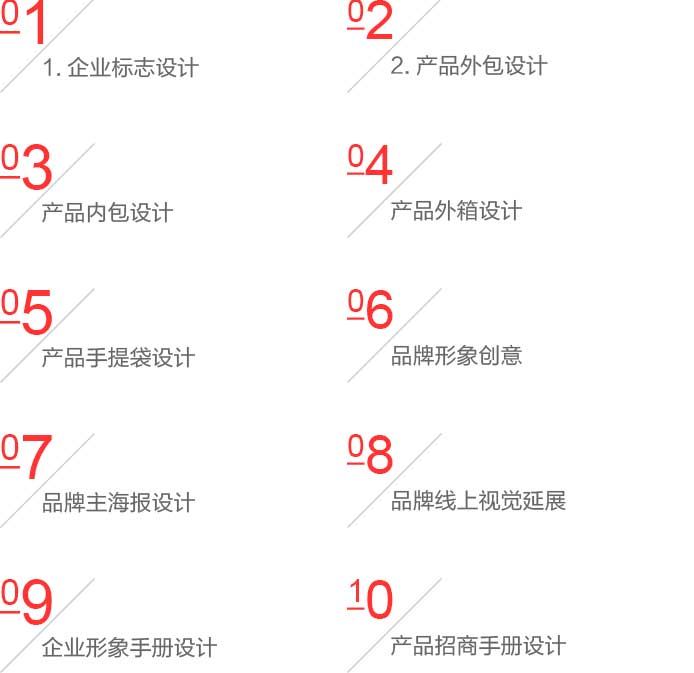 01
1. 企业标志设计
02
2. 产品外包设计
03
产品内包设计
04
产品外箱设计
05
产品手提袋设计
06
品牌形象创意
07
品牌主海报设计
08
品牌线上视觉延展
09
企业形象手册设计
10
产品招商手册设计